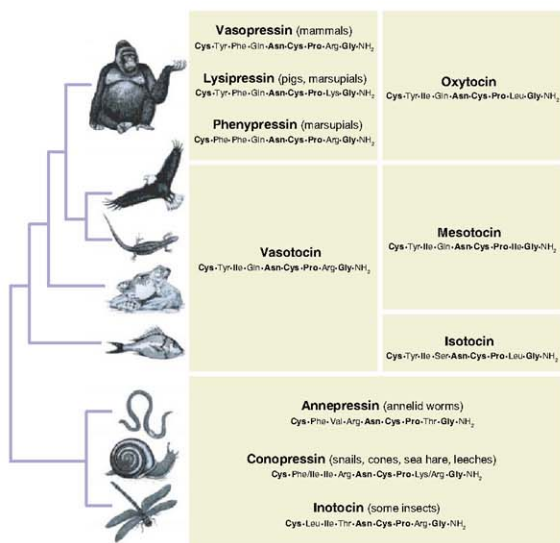 Vasopressin (mammals)
Cys·Tyr·Phe·Gln·Asn·Cys·Pro·Arg·Gly·NH2
Lysipressin (pigs, marsupials)
Cys·Tyr·Phe·Gln·Asn·Cys·Pro·Lys·Gly·NH2
Phenypressin (marsupials)
Cys·Phe·Phe·Gln·Asn·Cys·Pro·Arg·Gly·NH2
Oxytocin
Cys·Tyr·Ile·Gln·Asn·Cys·Pro·Leu·Gly·NH2
Vasotocin
Cys·Tyr·Ile·Gln·Asn·Cys·Pro·Arg·Gly·NH2
Mesotocin
Cys·Tyr·Ile·Gln·Asn·Cys·Pro·Ile·Gly·NH2
Isotocin
Cys·Tyr·Ile·Ser·Asn·Cys·Pro·Leu·Gly·NH2
Annepressin (annelid worms)
Cys·Phe·Val·Arg·Asn·Cys·Pro·Thr·Gly·NH2
Conopressin (snails, cones, sea hare, leeches)
Cys·Phe/Ile·Ile·Arg·Asn·Cys·Pro·Lys/Arg·Gly·NH2
Inotocin (some insects)
Cys·Leu·Ile·Thr·Asn·Cys·Pro·Arg·Gly·NH2